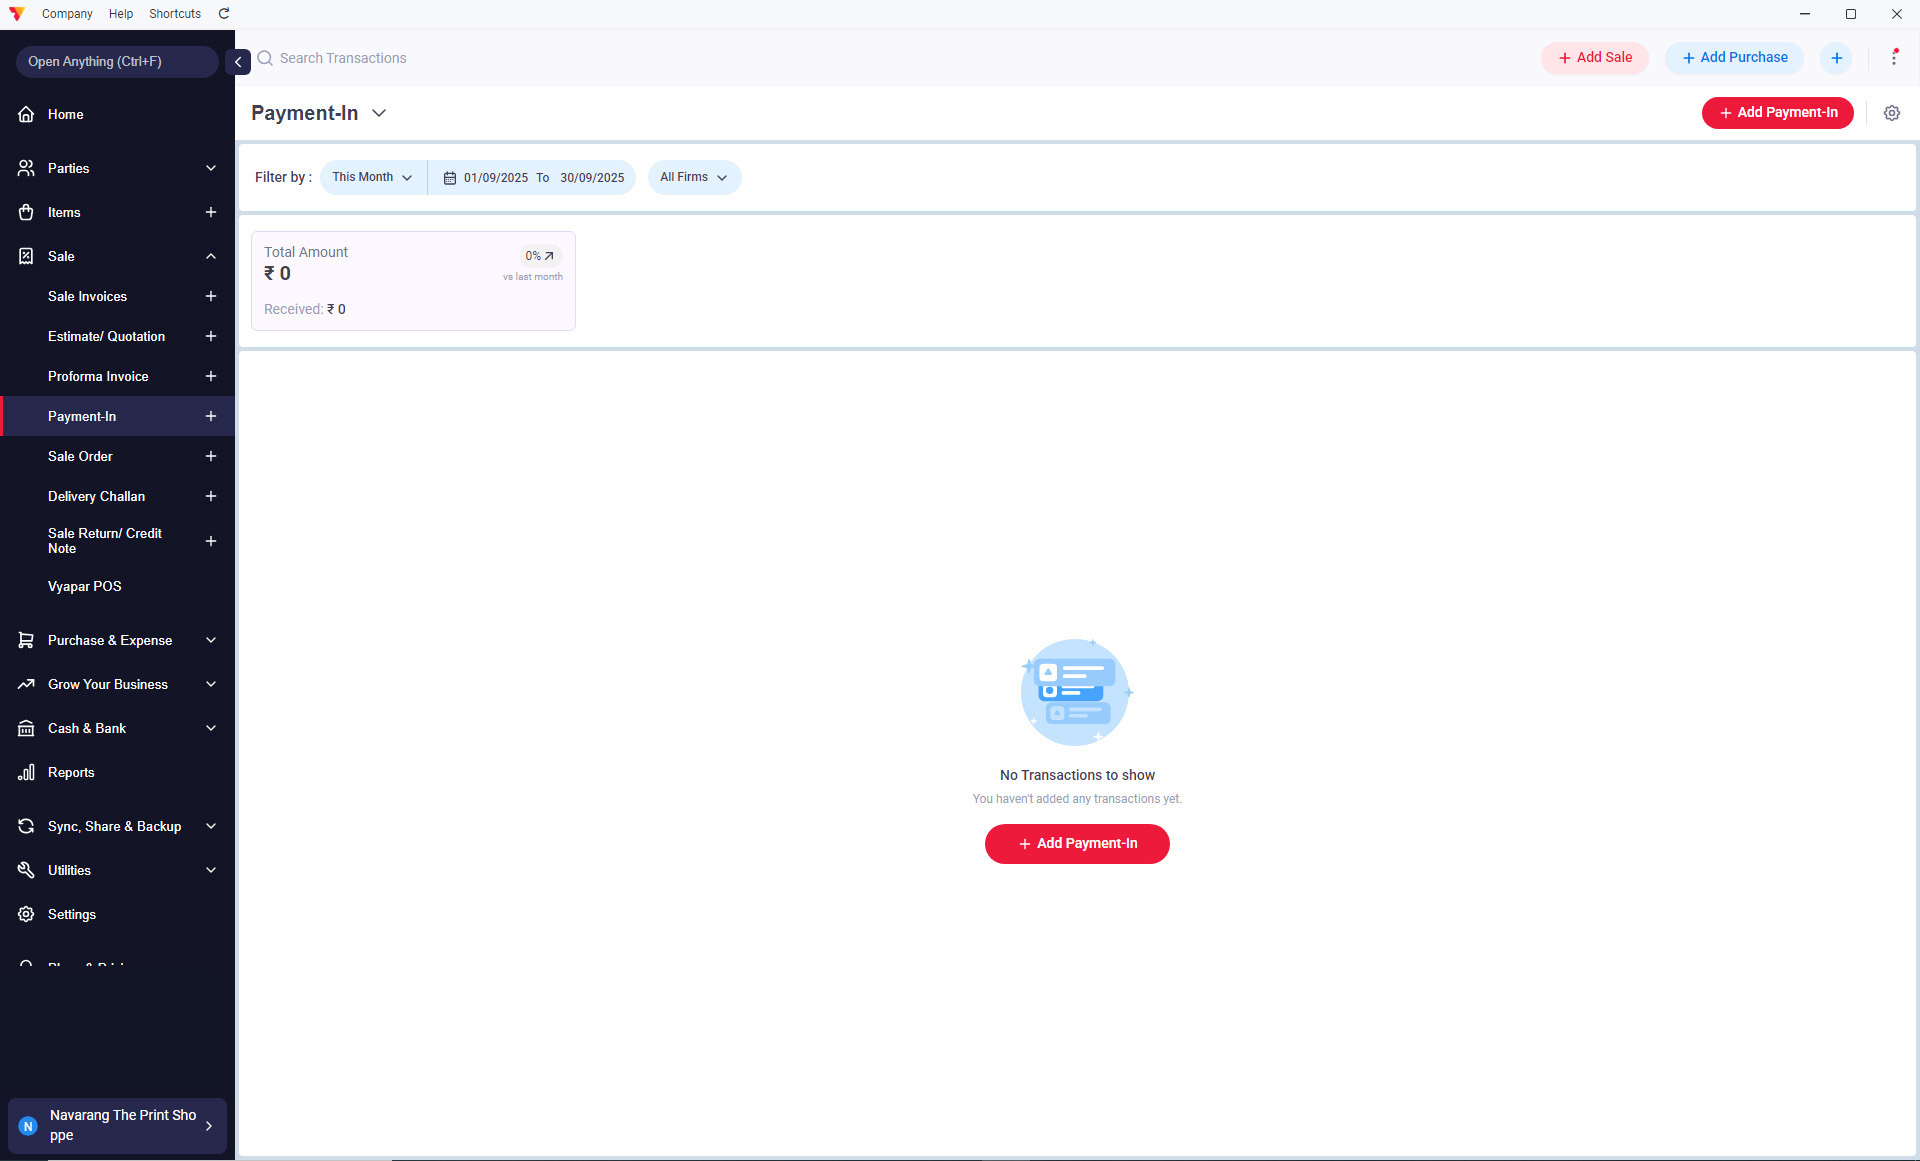 Company Help Shortcuts
Open Anything (Ctrl+F)
Search Transactions
Add Sale
Add Purchase
Home
Parties
Items
Sale
Sale Invoices
Estimate/ Quotation
Proforma Invoice
Payment-In
Sale Order
Delivery Challan
Sale Return/ Credit
Note
Vyapar POS
Purchase & Expense
Grow Your Business
Cash & Bank
Reports
Sync, Share & Backup
Utilities
Settings
N
Navarang The Print Sho
ppe
Payment-In
Add Payment-In
Filter by : This Month 01/09/2025 To 30/09/2025 All Firms
Total Amount
₹ 0
0%
vs last month
Received: ₹ 0
No Transactions to show
You haven't added any transactions yet.
Add Payment-In